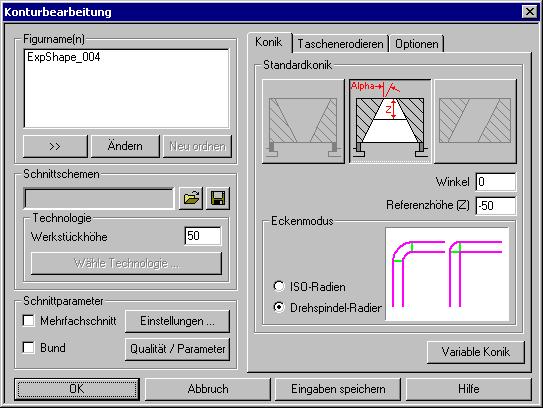 Konturbearbeitung
Figurname(n)
ExpShape_004
>>
Ändern
Neu ordnen
Schnittschemen
Technologie
Werkstückhöhe
50
Wähle Technologie ...
Schnittparameter
Mehrfachschnitt
Einstellungen ...
Bund
Qualität / Parameter
Konik
Taschenerodieren
Optionen
Standardkonik
Alpha
Z
Winkel
0
Referenzhöhe (Z)
-50
Eckenmodus
ISO-Radien
Drehspindel-Radier
Variable Konik
OK
Abbruch
Eingaben speichern
Hilfe